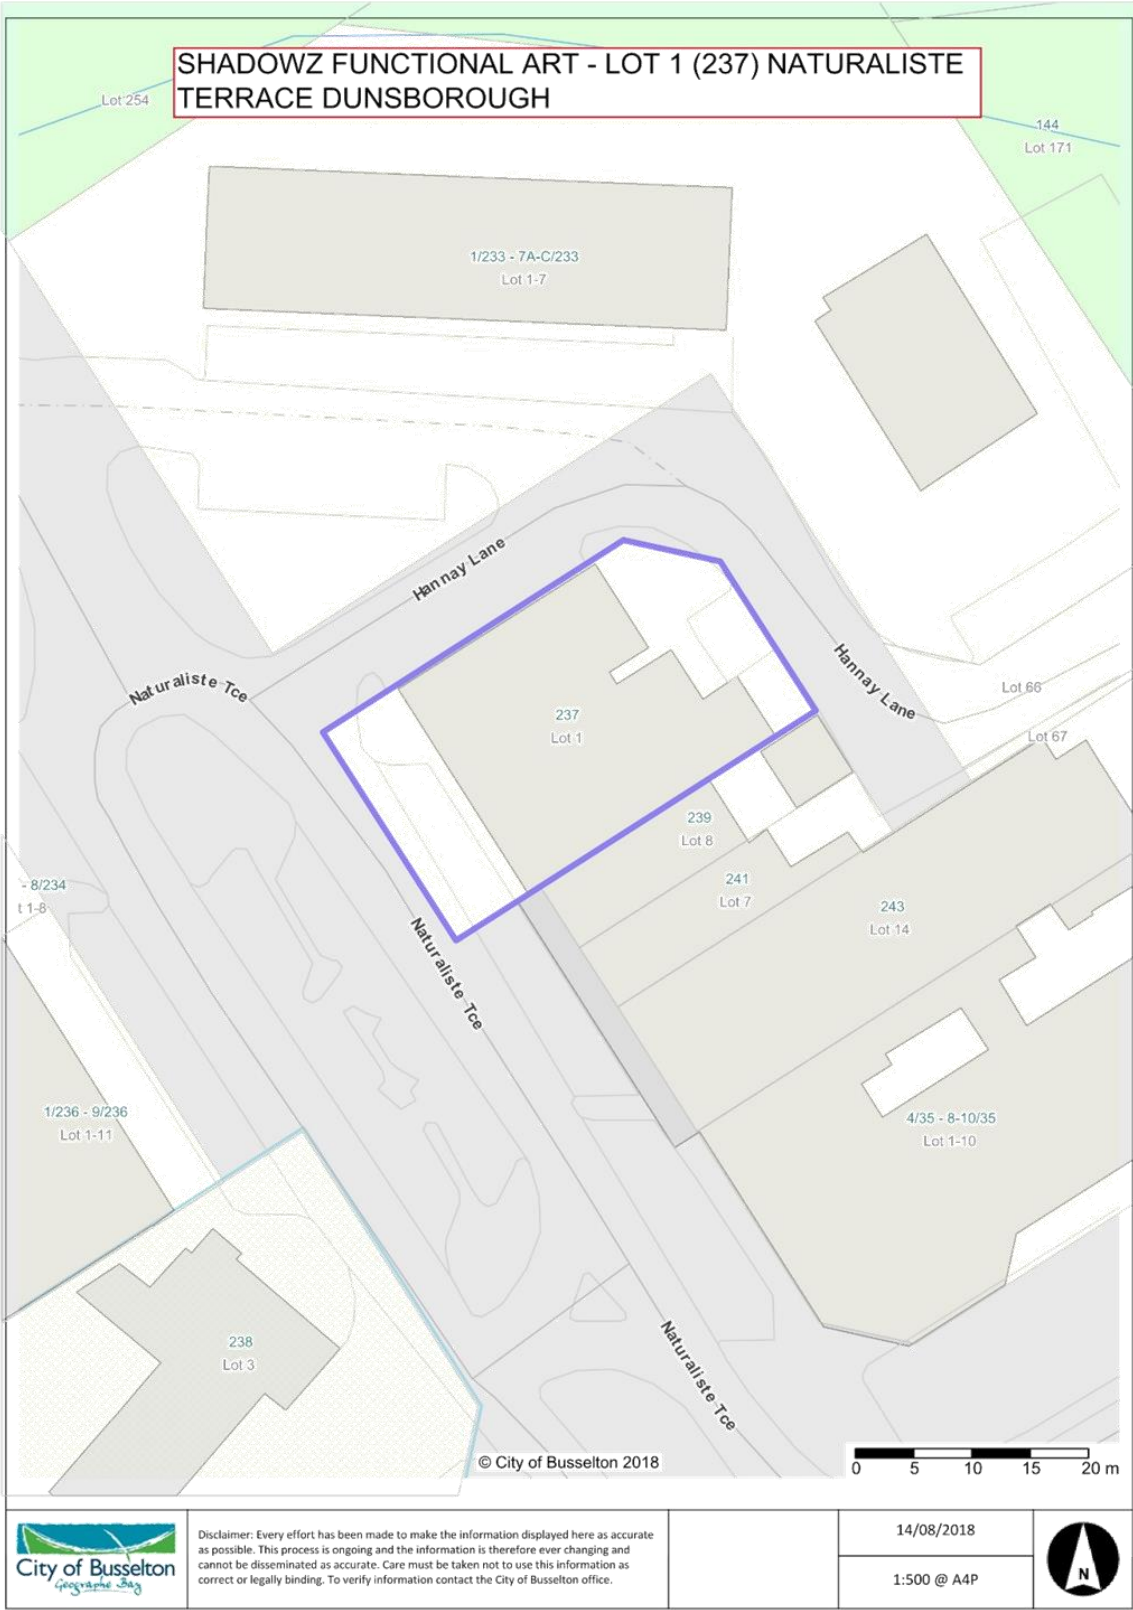 SHADOWZ FUNCTIONAL ART - LOT 1 (237) NATURALISTE
TERRACE DUNSBOROUGH
Lot 254
144
Lot 171
1/233 - 7A-C/233
Lot 1-7
Hannay Lane
Naturaliste Tce
Hannay Lane
Lot 66
Lot 67
237
Lot 1
239
Lot 8
241
Lot 7
243
Lot 14
- 8/234
t 1-8
Naturaliste Tce
1/236 - 9/236
Lot 1-11
4/35 - 8-10/35
Lot 1-10
238
Lot 3
Naturaliste Tce
© City of Busselton 2018
0 5 10 15 20 m
City of Busselton
Geographe Bay
Disclaimer: Every effort has been made to make the information displayed here as accurate
as possible. This process is ongoing and the information is therefore ever changing and
cannot be disseminated as accurate. Care must be taken not to use this information as
correct or legally binding. To verify information contact the City of Busselton office.
14/08/2018
1:500 @ A4P
N